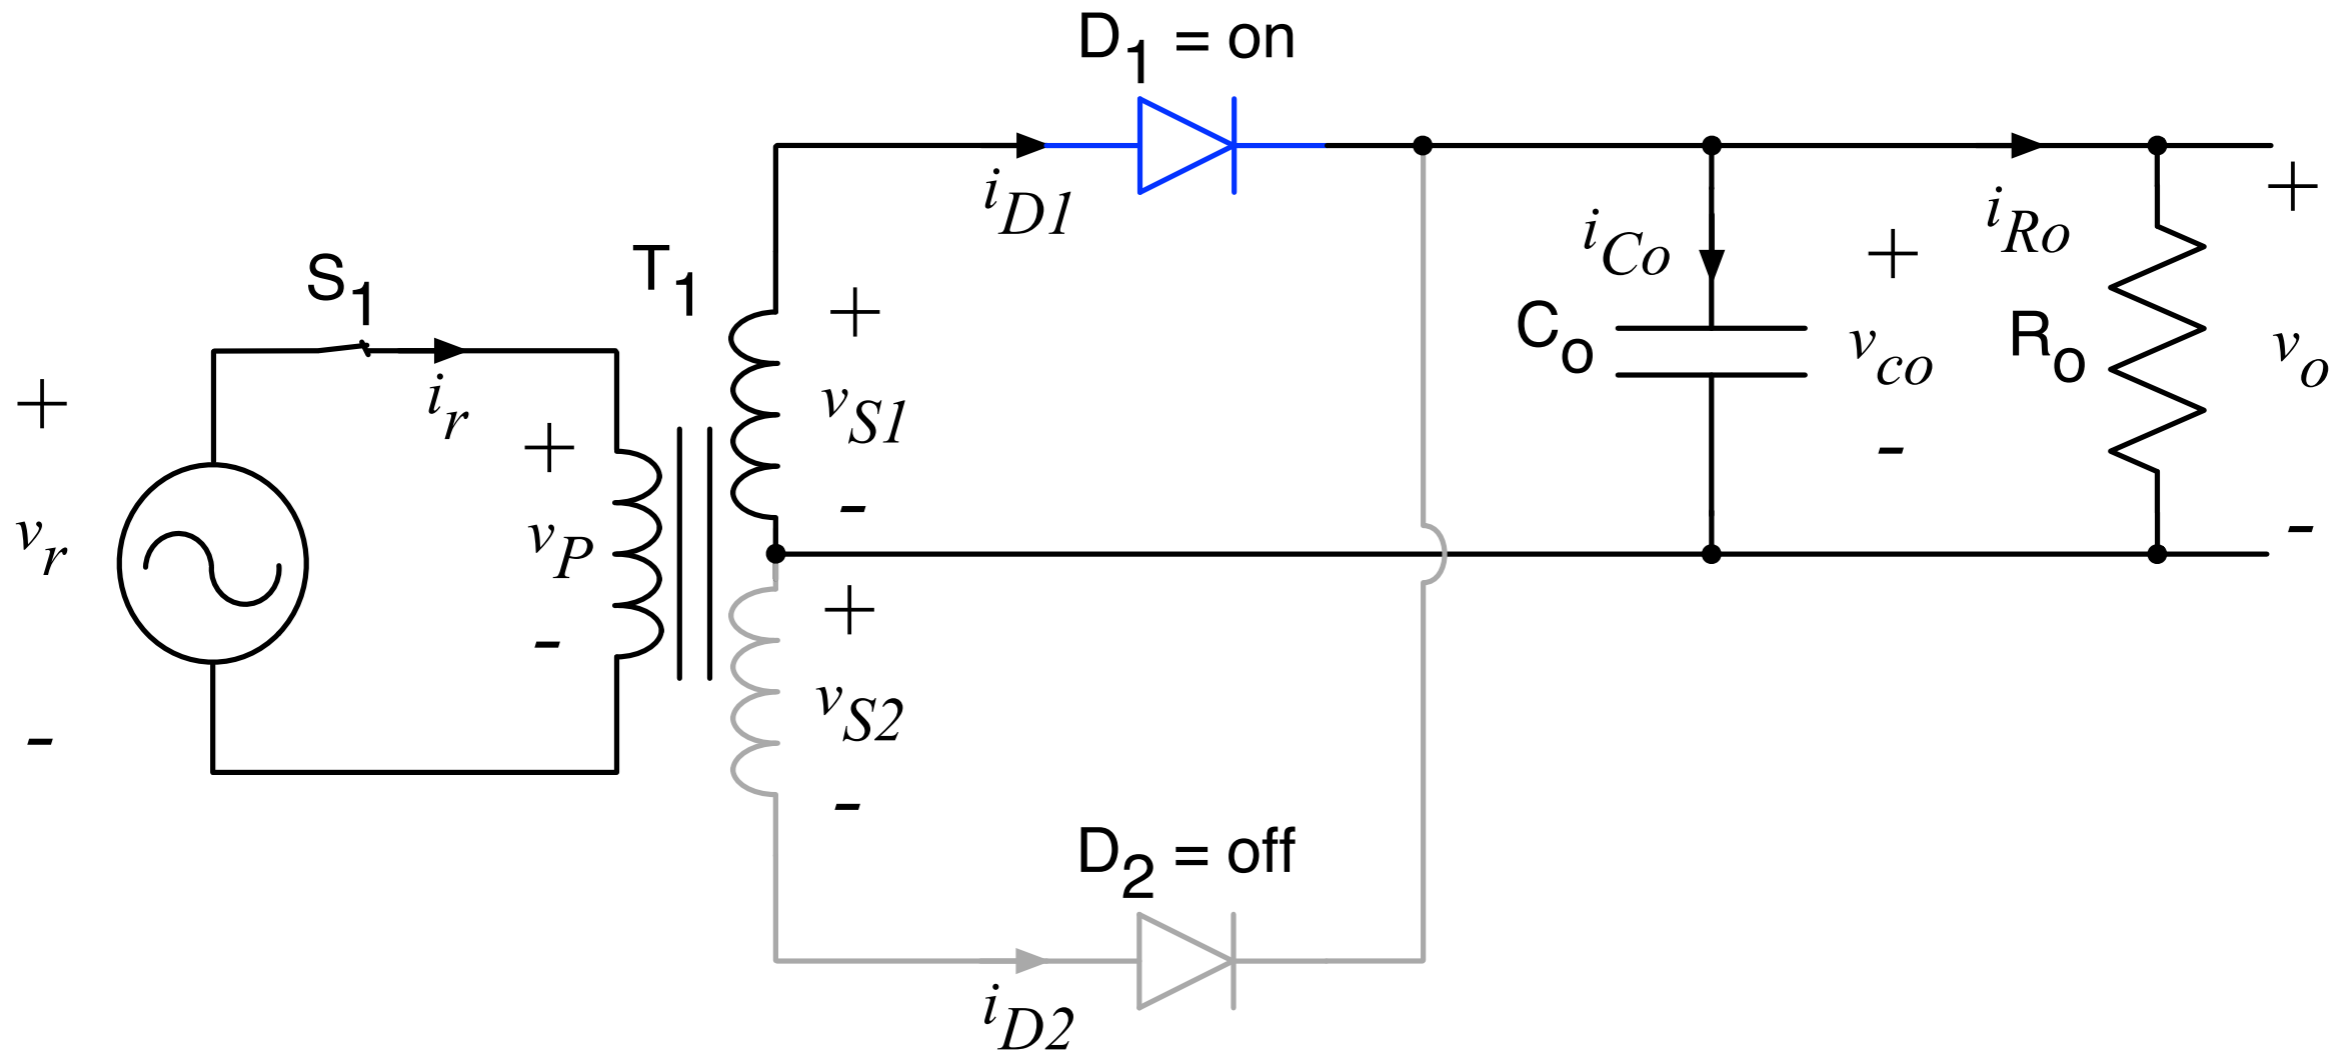 D1 = on
iD1
S1
T1
ir
+
vr
-
+
vP
-
+
vS1
-
+
vS2
-
iCo
Co
+
vco
-
iRo
Ro
+
vo
-
D2 = off
iD2